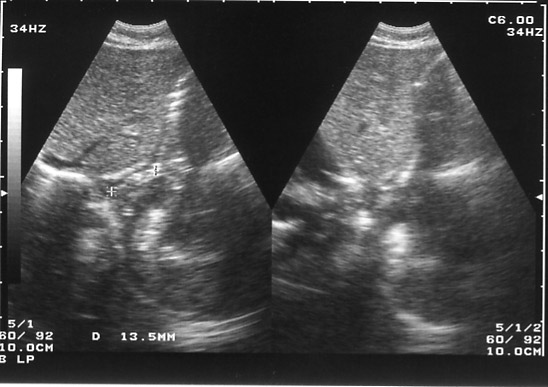 34HZ
C6.00
34HZ
5/1
60/ 92
10.0CM
B LP
D 13.5MM
5/1/2
60/ 92
10.0CM